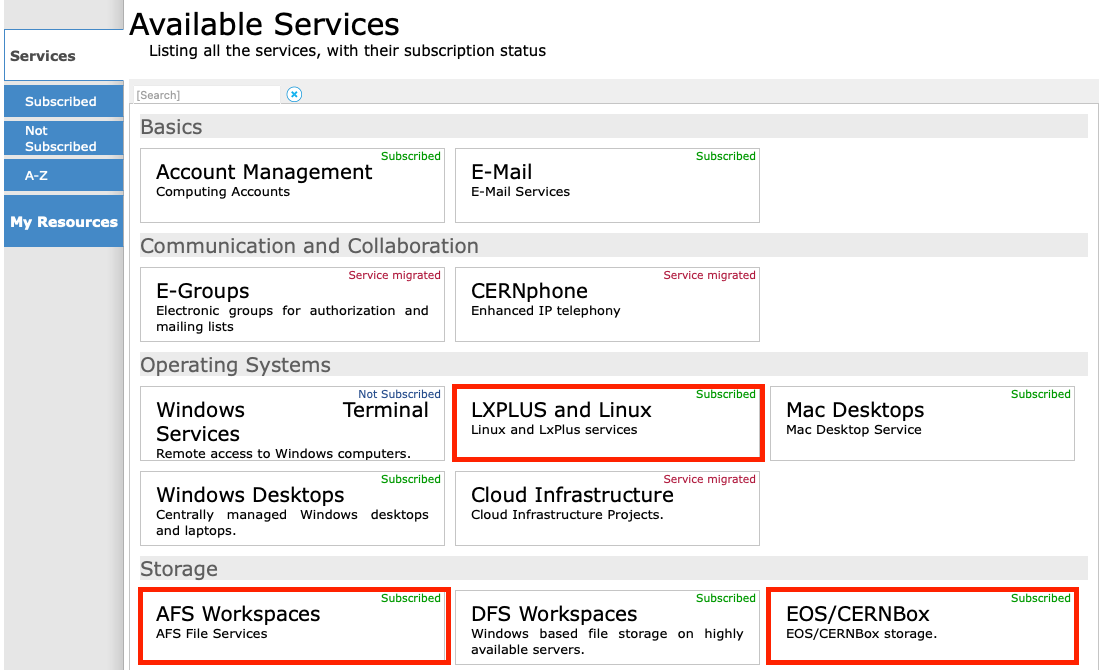 Available Services
Listing all the services, with their subscription status
Services
Subscribed
Not
Subscribed
A-Z
My Resources
[Search]
Basics
Subscribed
Account Management
Computing Accounts
Subscribed
E-Mail
E-Mail Services
Communication and Collaboration
Service migrated
E-Groups
Electronic groups for authorization and
mailing lists
Service migrated
CERNphone
Enhanced IP telephony
Operating Systems
Not Subscribed
Windows Terminal
Services
Remote access to Windows computers.
Subscribed
LXPLUS and Linux
Linux and LxPlus services
Subscribed
Mac Desktops
Mac Desktop Service
Subscribed
Windows Desktops
Centrally managed Windows desktops
and laptops.
Service migrated
Cloud Infrastructure
Cloud Infrastructure Projects.
Storage
Subscribed
AFS Workspaces
AFS File Services
Subscribed
DFS Workspaces
Windows based file storage on highly
available servers.
Subscribed
EOS/CERNBox
EOS/CERNBox storage.